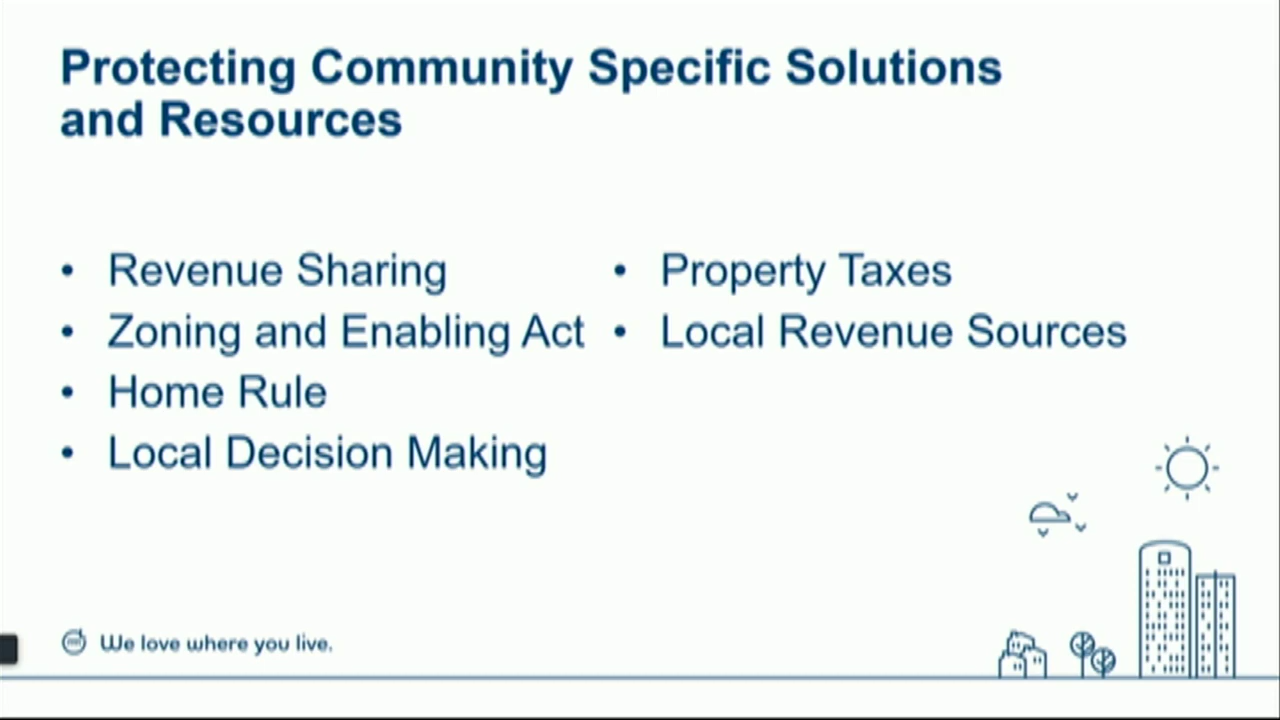 Protecting Community Specific Solutions
and Resources
• Revenue Sharing
• Zoning and Enabling Act
• Home Rule
• Local Decision Making
• Property Taxes
• Local Revenue Sources
We love where you live.